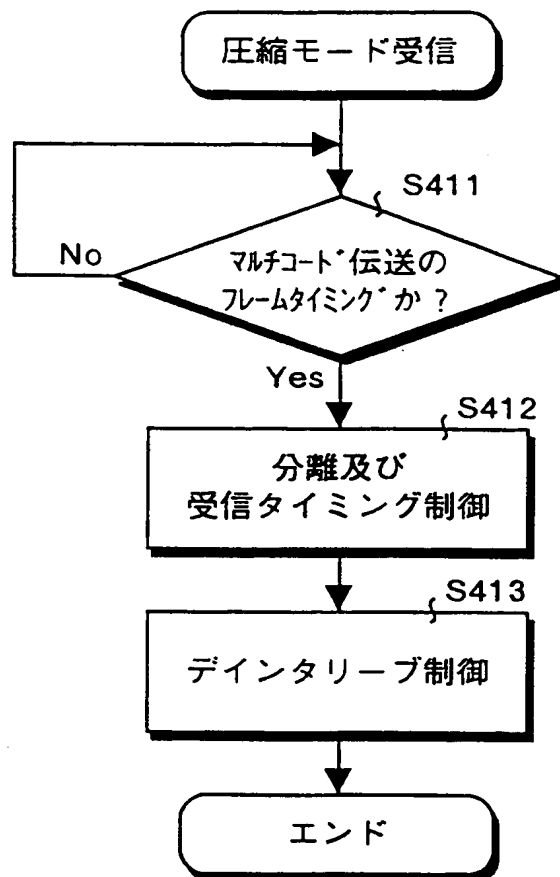 圧縮モード受信
S411
No
マルチコード伝送の
フレームタイミングか?
Yes
S412
分離及び
受信タイミング制御
S413
デインタリーブ制御
エンド